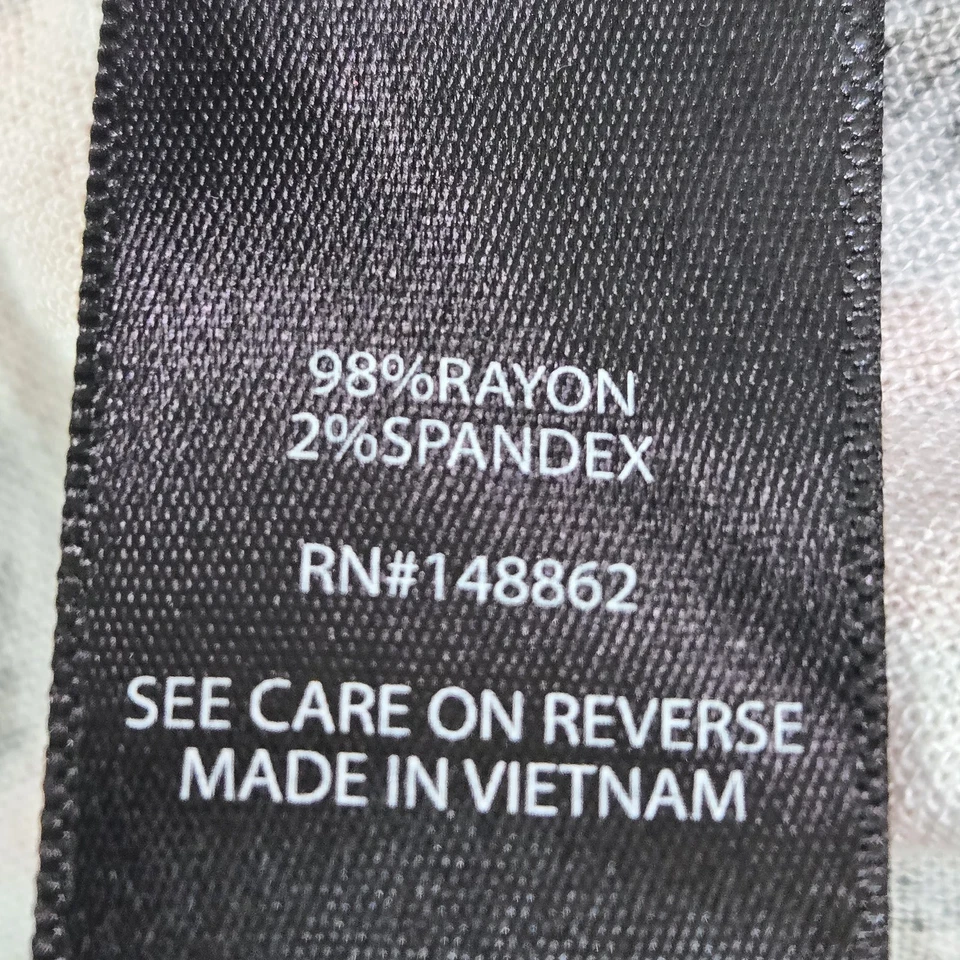 98%RAYON
2%SPANDEX
RN#148862
SEE CARE ON REVERSE
MADE IN VIETNAM